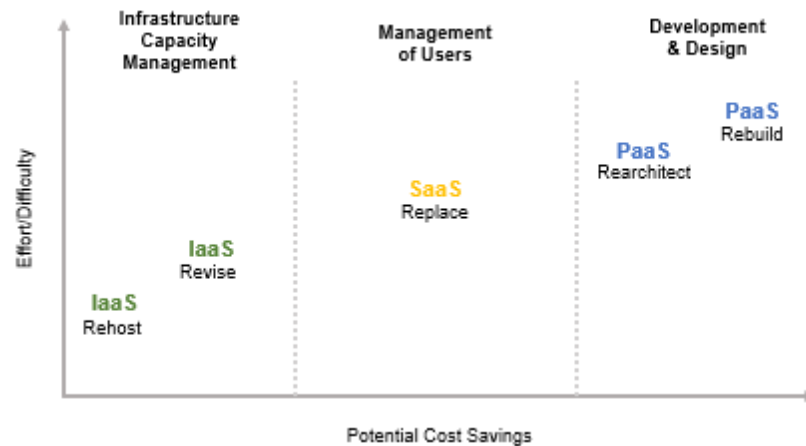 Infrastructure
Capacity
Management
Management
of Users
Development
& Design
PaaS
Rebuild
PaaS
Rearchitect
SaaS
Replace
IaaS
Revise
IaaS
Rehost
Effort/Difficulty
Potential Cost Savings